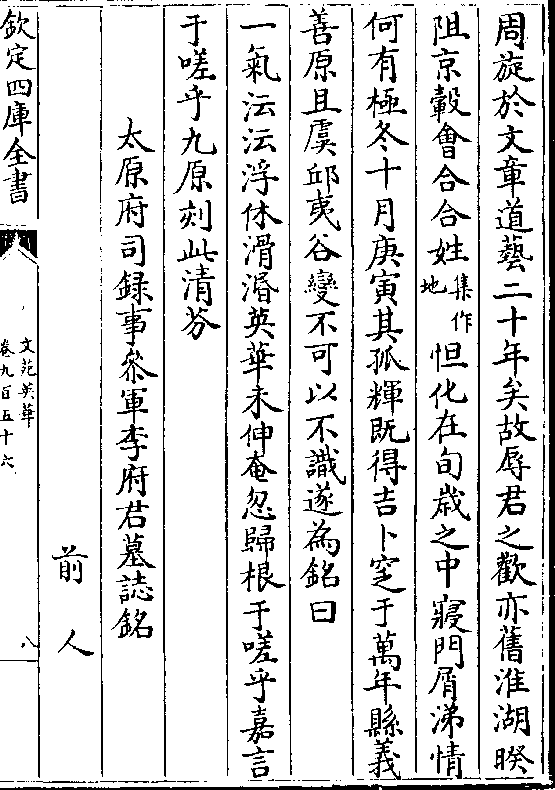 周旋於文章道藝二十年矣故辱君之歡亦舊淮湖暌
阻京轂會合合姓集作地怛化在旬歳之中寢門屑涕情
何有極冬十月庚寅其孤輝既得吉卜窆于萬年縣義
善原且虞邱夷谷變不可以不識遂為銘曰
一氣沄沄浮休滑湣英華未伸奄忽歸根于嗟乎嘉言
于嗟乎九原刻此清芬
太原府司録事叅軍李府君墓誌銘
前人
欽定四庫全書
文苑英華
卷九百五十六
八